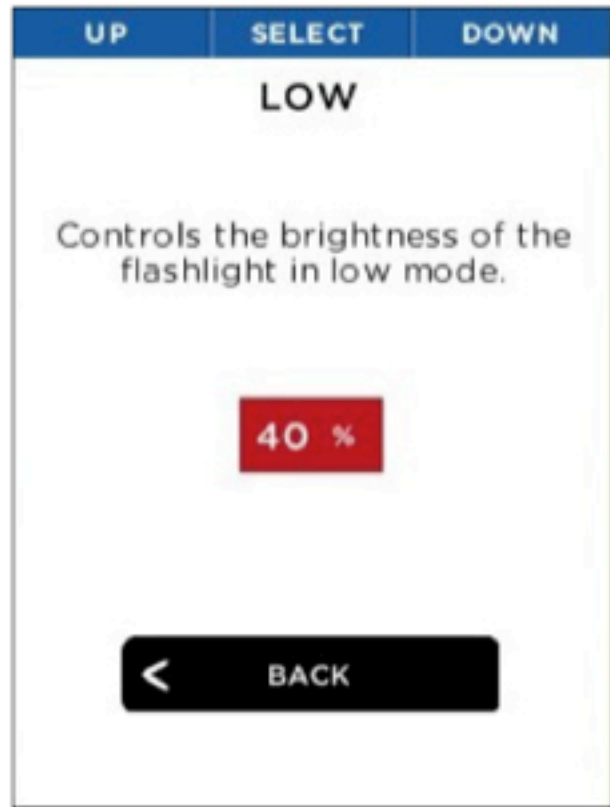 UP SELECT DOWN
LOW
Controls the brightness of the
flashlight in low mode.
40 %
< BACK